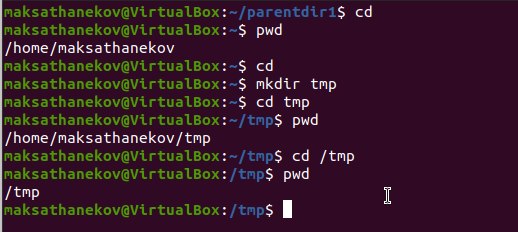 maksathanekov@VirtualBox:~/parentdir1$ cd
maksathanekov@VirtualBox:~$ pwd
/home/maksathanekov
maksathanekov@VirtualBox:~$ cd
maksathanekov@VirtualBox:~$ mkdir tmp
maksathanekov@VirtualBox:~$ cd tmp
maksathanekov@VirtualBox:~/tmp$ pwd
/home/maksathanekov/tmp
maksathanekov@VirtualBox:~/tmp$ cd /tmp
maksathanekov@VirtualBox:/tmp$ pwd
/tmp
maksathanekov@VirtualBox:/tmp$